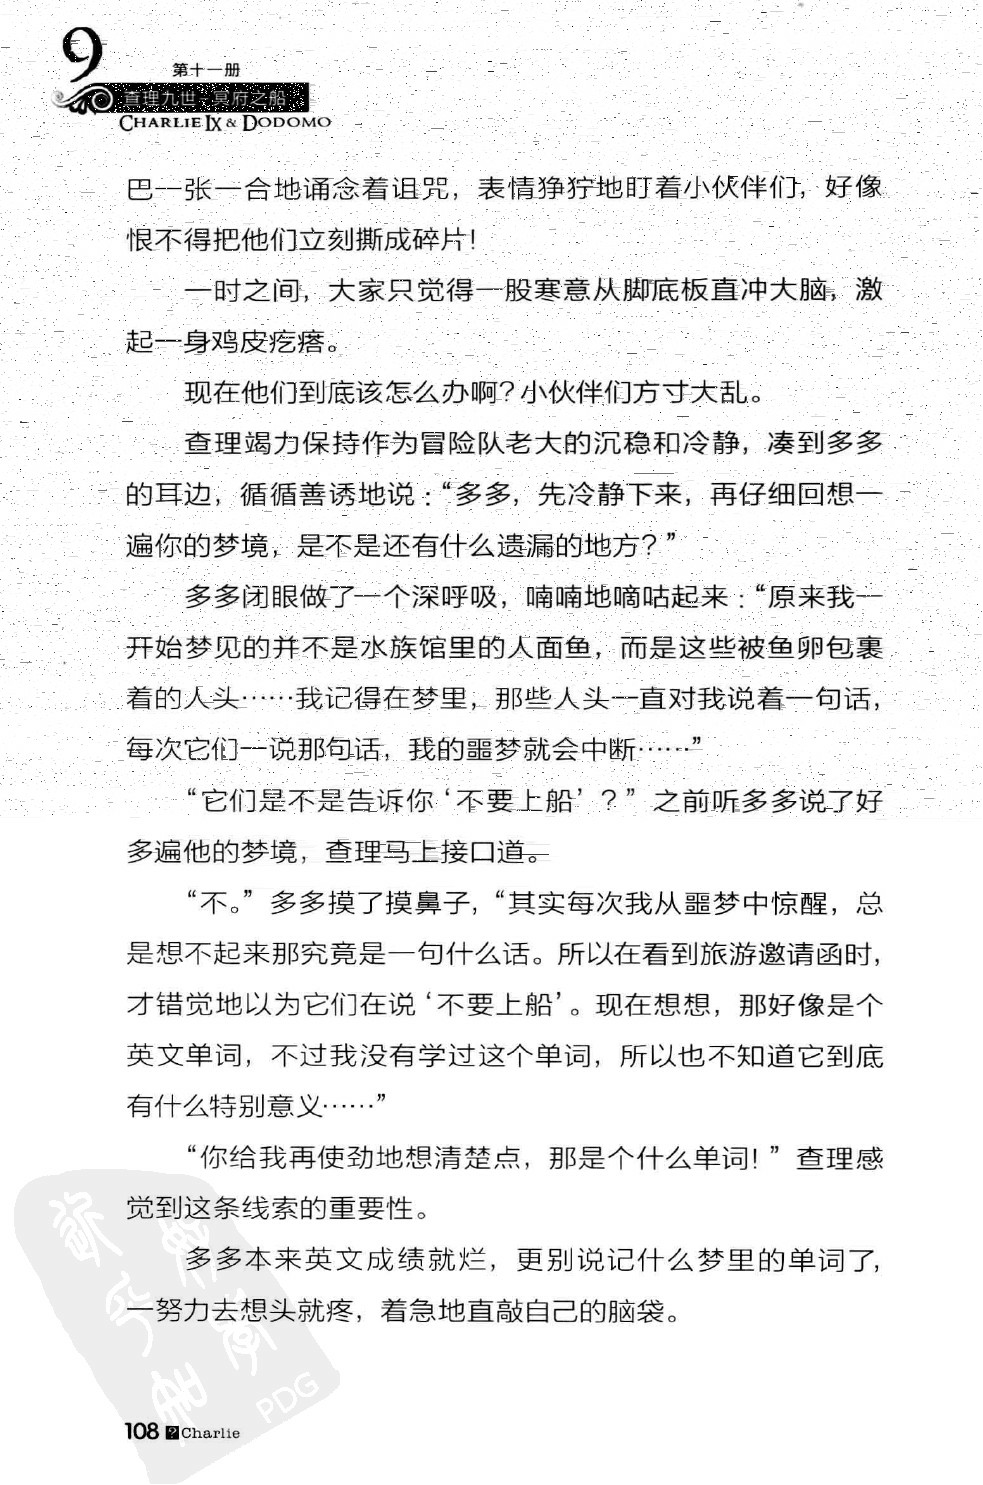 9
第十一册
查理九世·冥府之船
CHARLIE IX & DODOMO
巴一张一合地诵念着诅咒，表情狰狞地盯着小伙伴们，好像
恨不得把他们立刻撕成碎片！
一时之间，大家只觉得一股寒意从脚底板直冲大脑，激
起一身鸡皮疙瘩。
现在他们到底该怎么办啊？小伙伴们方寸大乱。
查理竭力保持作为冒险队老大的沉稳和冷静，凑到多多
的耳边，循循善诱地说：“多多，先冷静下来，再仔细回想一
遍你的梦境，是不是还有什么遗漏的地方？”
多多闭眼做了一个深呼吸，喃喃地嘀咕起来：“原来我一
开始梦见的并不是水族馆里的人面鱼，而是这些被鱼卵包裹
着的人头……我记得在梦里，那些人头一直对我说着一句话，
每次它们一说那句话，我的噩梦就会中断……”
“它们是不是告诉你‘不要上船’？”之前听多多说了好
多遍他的梦境，查理马上接口道。
“不。”多多摸了摸鼻子，“其实每次我从噩梦中惊醒，总
是想不起来那究竟是一句什么话。所以在看到旅游邀请函时，
才错觉地以为它们在说‘不要上船’。现在想想，那好像是个
英文单词，不过我没有学过这个单词，所以也不知道它到底
有什么特别意义……”
“你给我再使劲地想清楚点，那是个什么单词！”查理感
觉到这条线索的重要性。
多多本来英文成绩就烂，更别说记什么梦里的单词了，
一努力去想头就疼，着急地直敲自己的脑袋。
PDG
108 ? Charlie